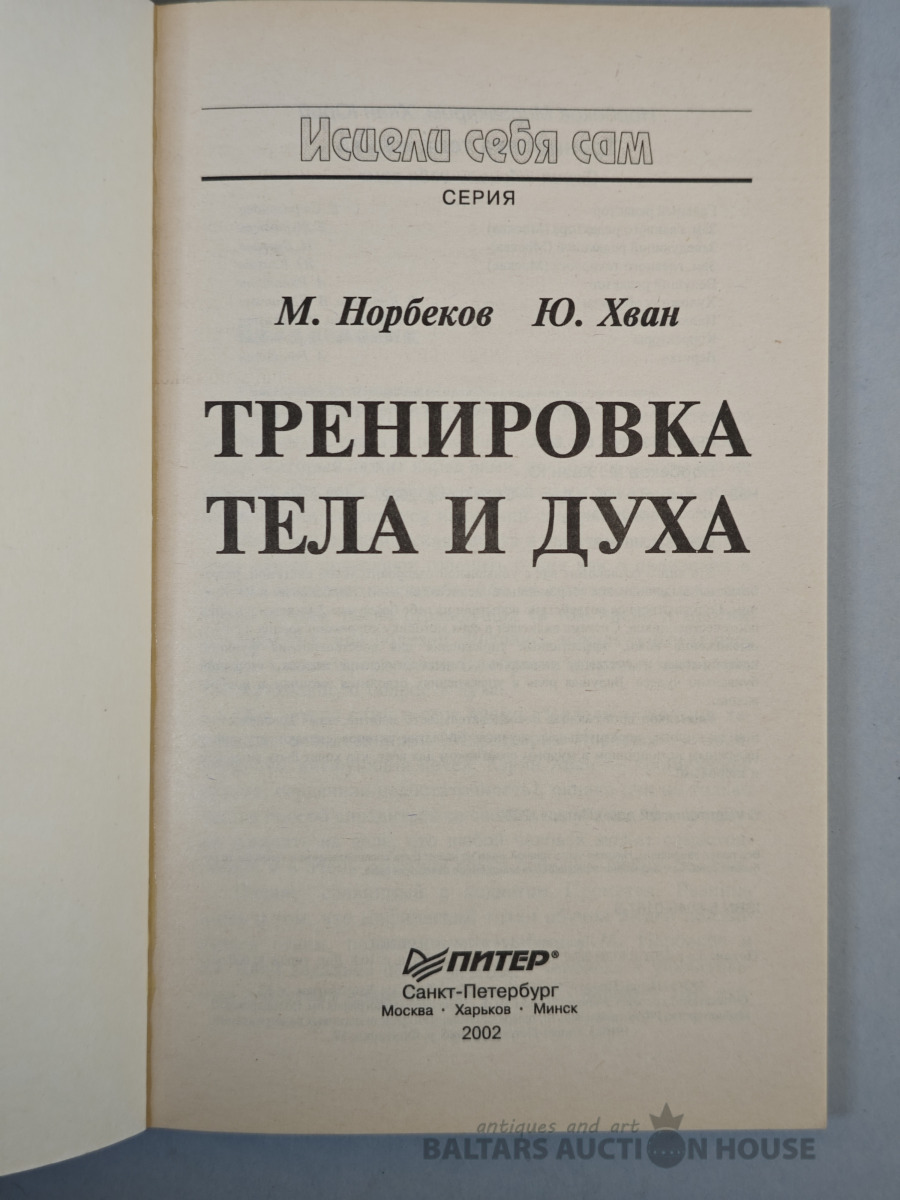 Исцели себя сам
СЕРИЯ
М. Норбеков Ю. Хван
ТРЕНИРОВКА
ТЕЛА И ДУХА
ПИТЕР®
Санкт-Петербург
Москва · Харьков · Минск
2002
antiques and art
BALTARS AUCTION HOUSE